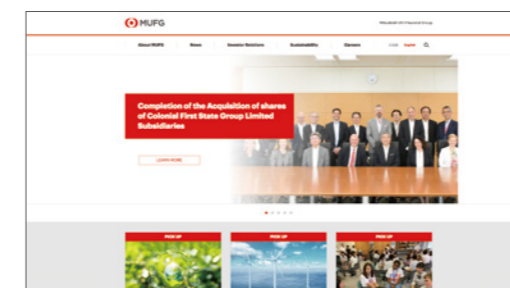 MUFG
Mitsubishi UFJ Financial Group
About MUFG News Investor Relations Sustainability Careers English
Completion of the Acquisition of shares
of Colonial First State Group Limited
Subsidiaries
LEARN MORE
PICK UP PICK UP PICK UP